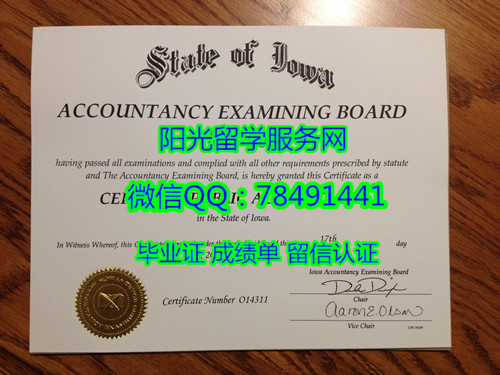 State of Iowa
ACCOUNTANCY EXAMINING BOARD
阳光留学服务网
having passed all examinations and complied with all other requirements prescribed by statute
and The Accountancy Examining Board, is hereby granted this Certificate as a
微信QQ：78491441
in the State of Iowa.
In Witness Whereof, this 17th day
毕业证 成绩单 留信认证
Iowa Accountancy Examining Board
Certificate Number O14311
Chair
Aaron E. Olson
Vice Chair